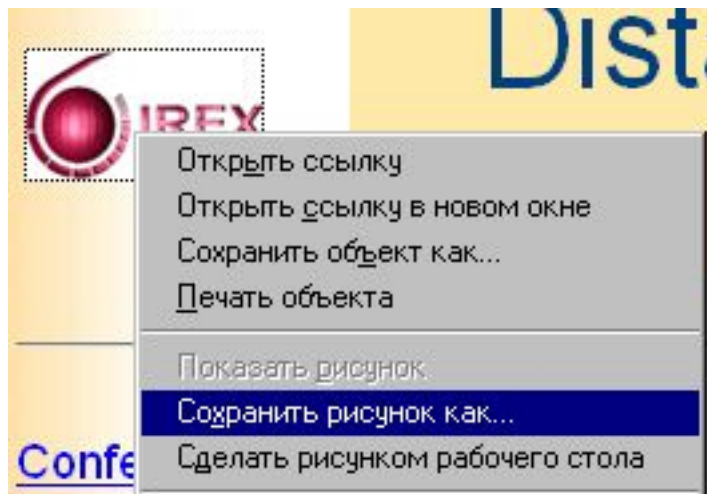 Dist
IREX
Открыть ссылку
Открыть ссылку в новом окне
Сохранить объект как...
Печать объекта
Показать рисунок
Сохранить рисунок как...
Сделать рисунком рабочего стола
Confe